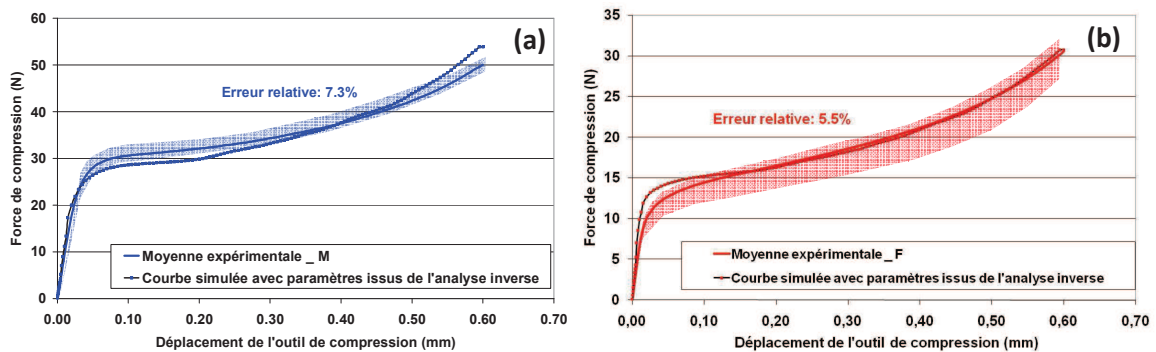 (a)
Force de compression (N)
60
50
40
30
20
10
0
Erreur relative: 7.3%
Moyenne expérimentale _ M
Courbe simulée avec paramètres issus de l'analyse inverse
0.00 0.10 0.20 0.30 0.40 0.50 0.60 0.70
Déplacement de l'outil de compression (mm)
(b)
Force de compression (N)
35
30
25
20
15
10
5
0
Erreur relative: 5.5%
Moyenne expérimentale _ F
Courbe simulée avec paramètres issus de l'analyse inverse
0,00 0,10 0,20 0,30 0,40 0,50 0,60 0,70
Déplacement de l'outil de compression (mm)